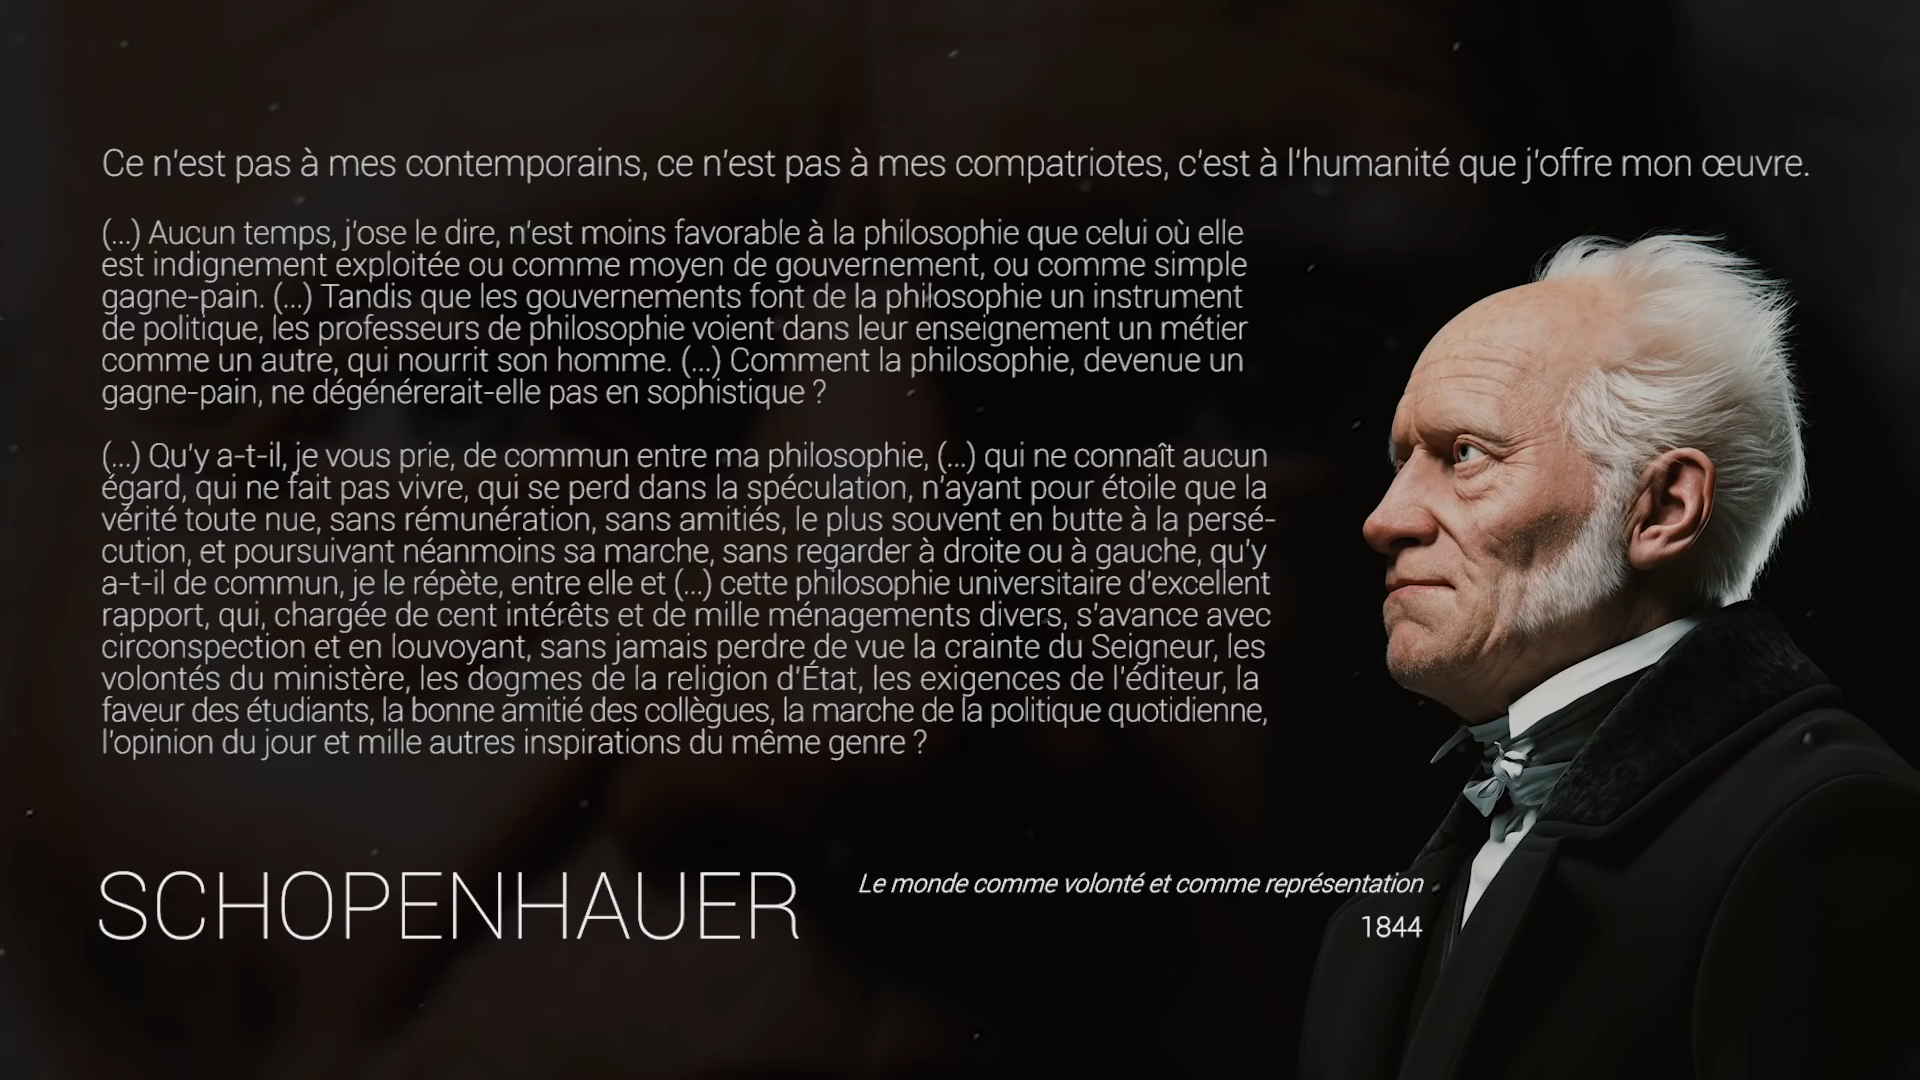 Ce n'est pas à mes contemporains, ce n'est pas à mes compatriotes, c'est à l'humanité que j'offre mon œuvre.
(...) Aucun temps, j'ose le dire, n'est moins favorable à la philosophie que celui où elle
est indignement exploitée ou comme moyen de gouvernement, ou comme simple
gagne-pain. (...) Tandis que les gouvernements font de la philosophie un instrument
de politique, les professeurs de philosophie voient dans leur enseignement un métier
comme un autre, qui nourrit son homme. (...) Comment la philosophie, devenue un
gagne-pain, ne dégénérerait-elle pas en sophistique ?
(...) Qu'y a-t-il, je vous prie, de commun entre ma philosophie, (...) qui ne connaît aucun
égard, qui ne fait pas vivre, qui se perd dans la spéculation, n'ayant pour étoile que la
vérité toute nue, sans rémunération, sans amitiés, le plus souvent en butte à la persé-
cution, et poursuivant néanmoins sa marche, sans regarder à droite ou à gauche, qu'y
a-t-il de commun, je le répète, entre elle et (...) cette philosophie universitaire d'excellent
rapport, qui, chargée de cent intérêts et de mille ménagements divers, s'avance avec
circonspection et en louvoyant, sans jamais perdre de vue la crainte du Seigneur, les
volontés du ministère, les dogmes de la religion d'État, les exigences de l'éditeur, la
faveur des étudiants, la bonne amitié des collègues, la marche de la politique quotidienne,
l'opinion du jour et mille autres inspirations du même genre ?
SCHOPENHAUER
Le monde comme volonté et comme représentation
1844